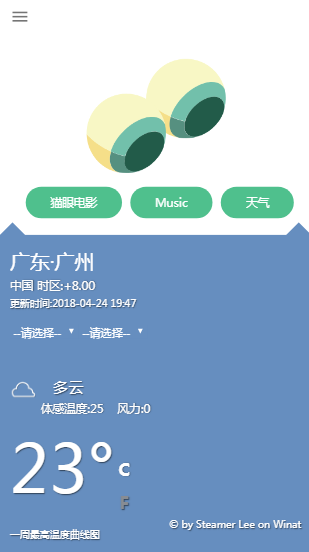 猫眼电影 Music 天气
广东·广州
中国 时区:+8.00
更新时间:2018-04-24 19:47
--请选择-- --请选择--
多云
体感温度:25 风力:0
23° C
F
© by Steamer Lee on Winat
一周最高温度曲线图